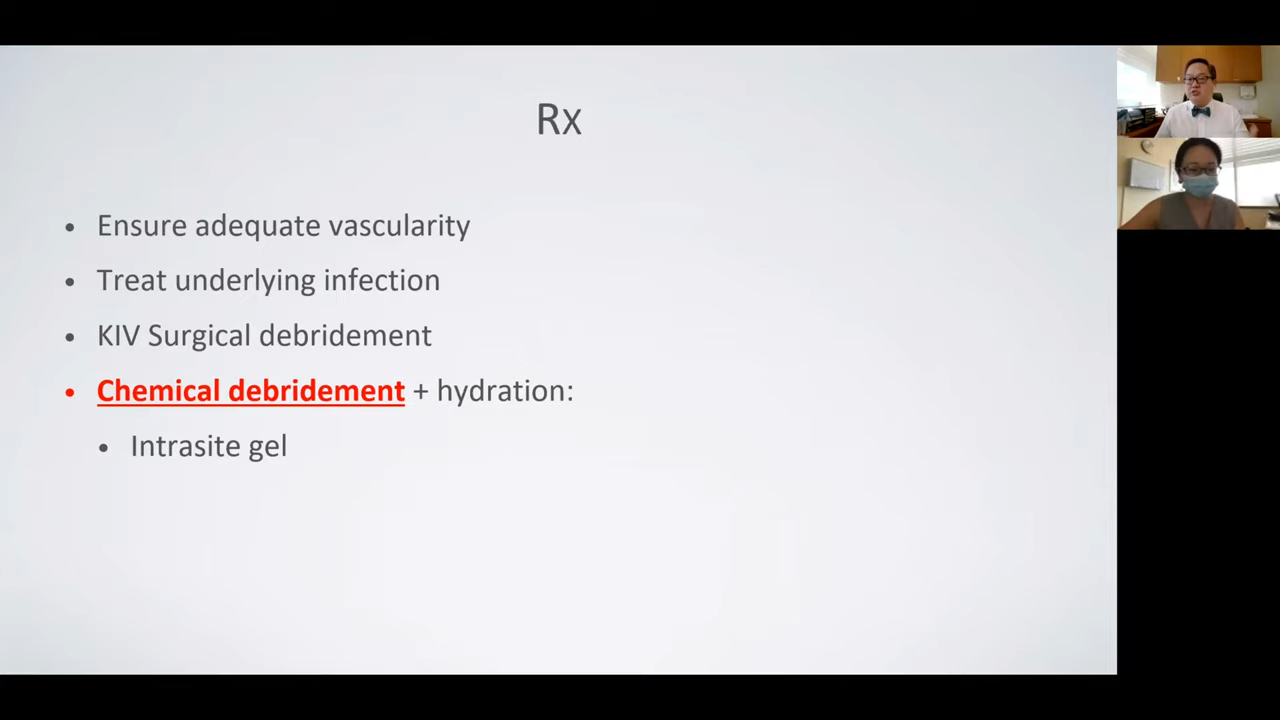 Rx
• Ensure adequate vascularity
• Treat underlying infection
• KIV Surgical debridement
• Chemical debridement + hydration:
• Intrasite gel